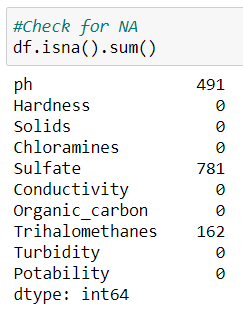 #Check for NA
df.isna().sum()
ph 491
Hardness 0
Solids 0
Chloramines 0
Sulfate 781
Conductivity 0
Organic_carbon 0
Trihalomethanes 162
Turbidity 0
Potability 0
dtype: int64